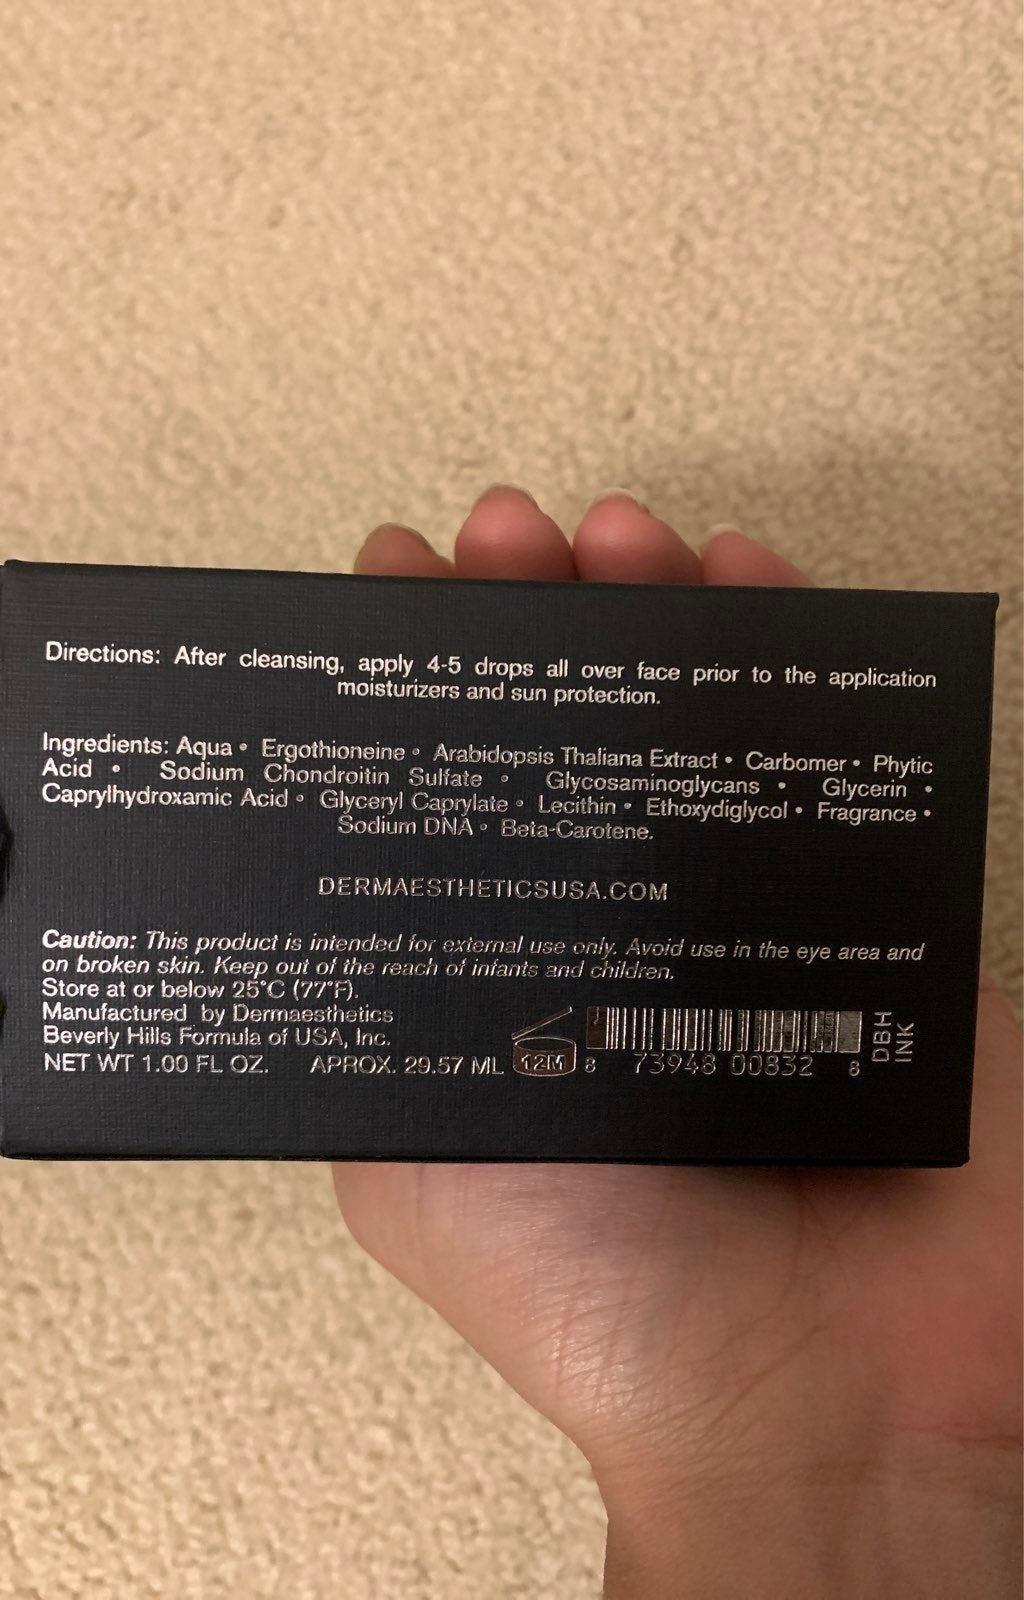 Directions: After cleansing, apply 4-5 drops all over face prior to the application
moisturizers and sun protection.
Ingredients: Aqua • Ergothioneine • Arabidopsis Thaliana Extract • Carbomer • Phytic
Acid • Sodium Chondroitin Sulfate • Glycosaminoglycans • Glycerin •
Caprylhydroxamic Acid • Glyceryl Caprylate • Lecithin • Ethoxydiglycol • Fragrance •
Sodium DNA • Beta-Carotene.
DERMAESTHETICSUSA.COM
Caution: This product is intended for external use only. Avoid use in the eye area and
on broken skin. Keep out of the reach of infants and children.
Store at or below 25°C (77°F).
Manufactured by Dermaesthetics
Beverly Hills Formula of USA, Inc.
NET WT 1.00 FL OZ. APROX. 29.57 ML
12M
8 73948 00832 8
DBH
INK